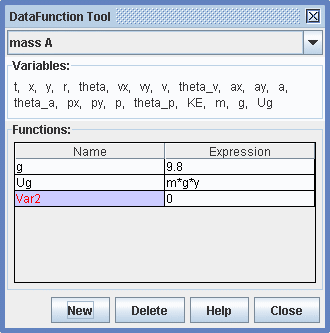 DataFunction Tool
mass A
Variables:
t, x, y, r, theta, vx, vy, v, theta_v, ax, ay, a,
theta_a, px, py, p, theta_p, KE, m, g, Ug
Functions:
Name Expression
g 9.8
Ug m*g*y
Var2 0
New Delete Help Close